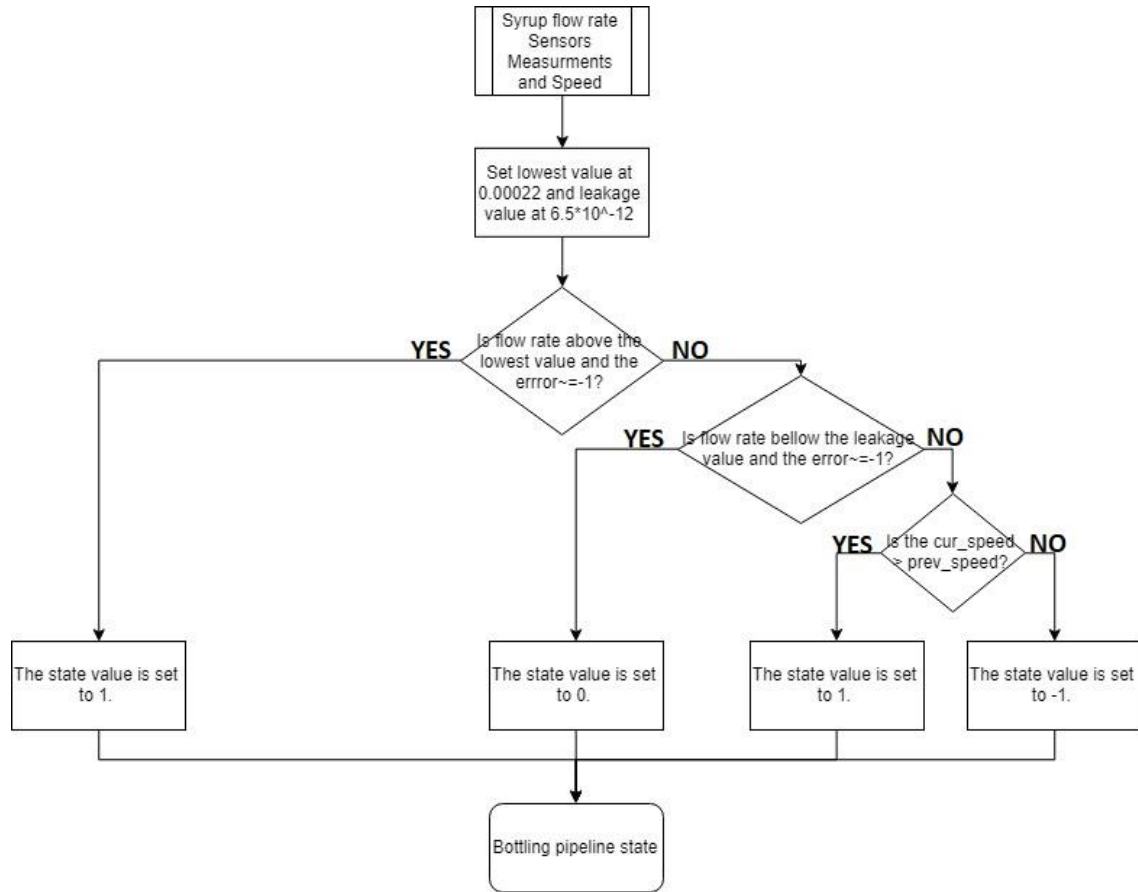 Syrup flow rate
Sensors
Measurments
and Speed
Set lowest value at
0.00022 and leakage
value at 6.5*10^-12
Is flow rate above the
lowest value and the
errror~=-1?
YES
NO
Is flow rate bellow the leakage
value and the error~=-1?
YES
NO
Is the cur_speed
> prev_speed?
YES
NO
The state value is set
to 1.
The state value is set
to 0.
The state value is set
to 1.
The state value is set
to -1.
Bottling pipeline state